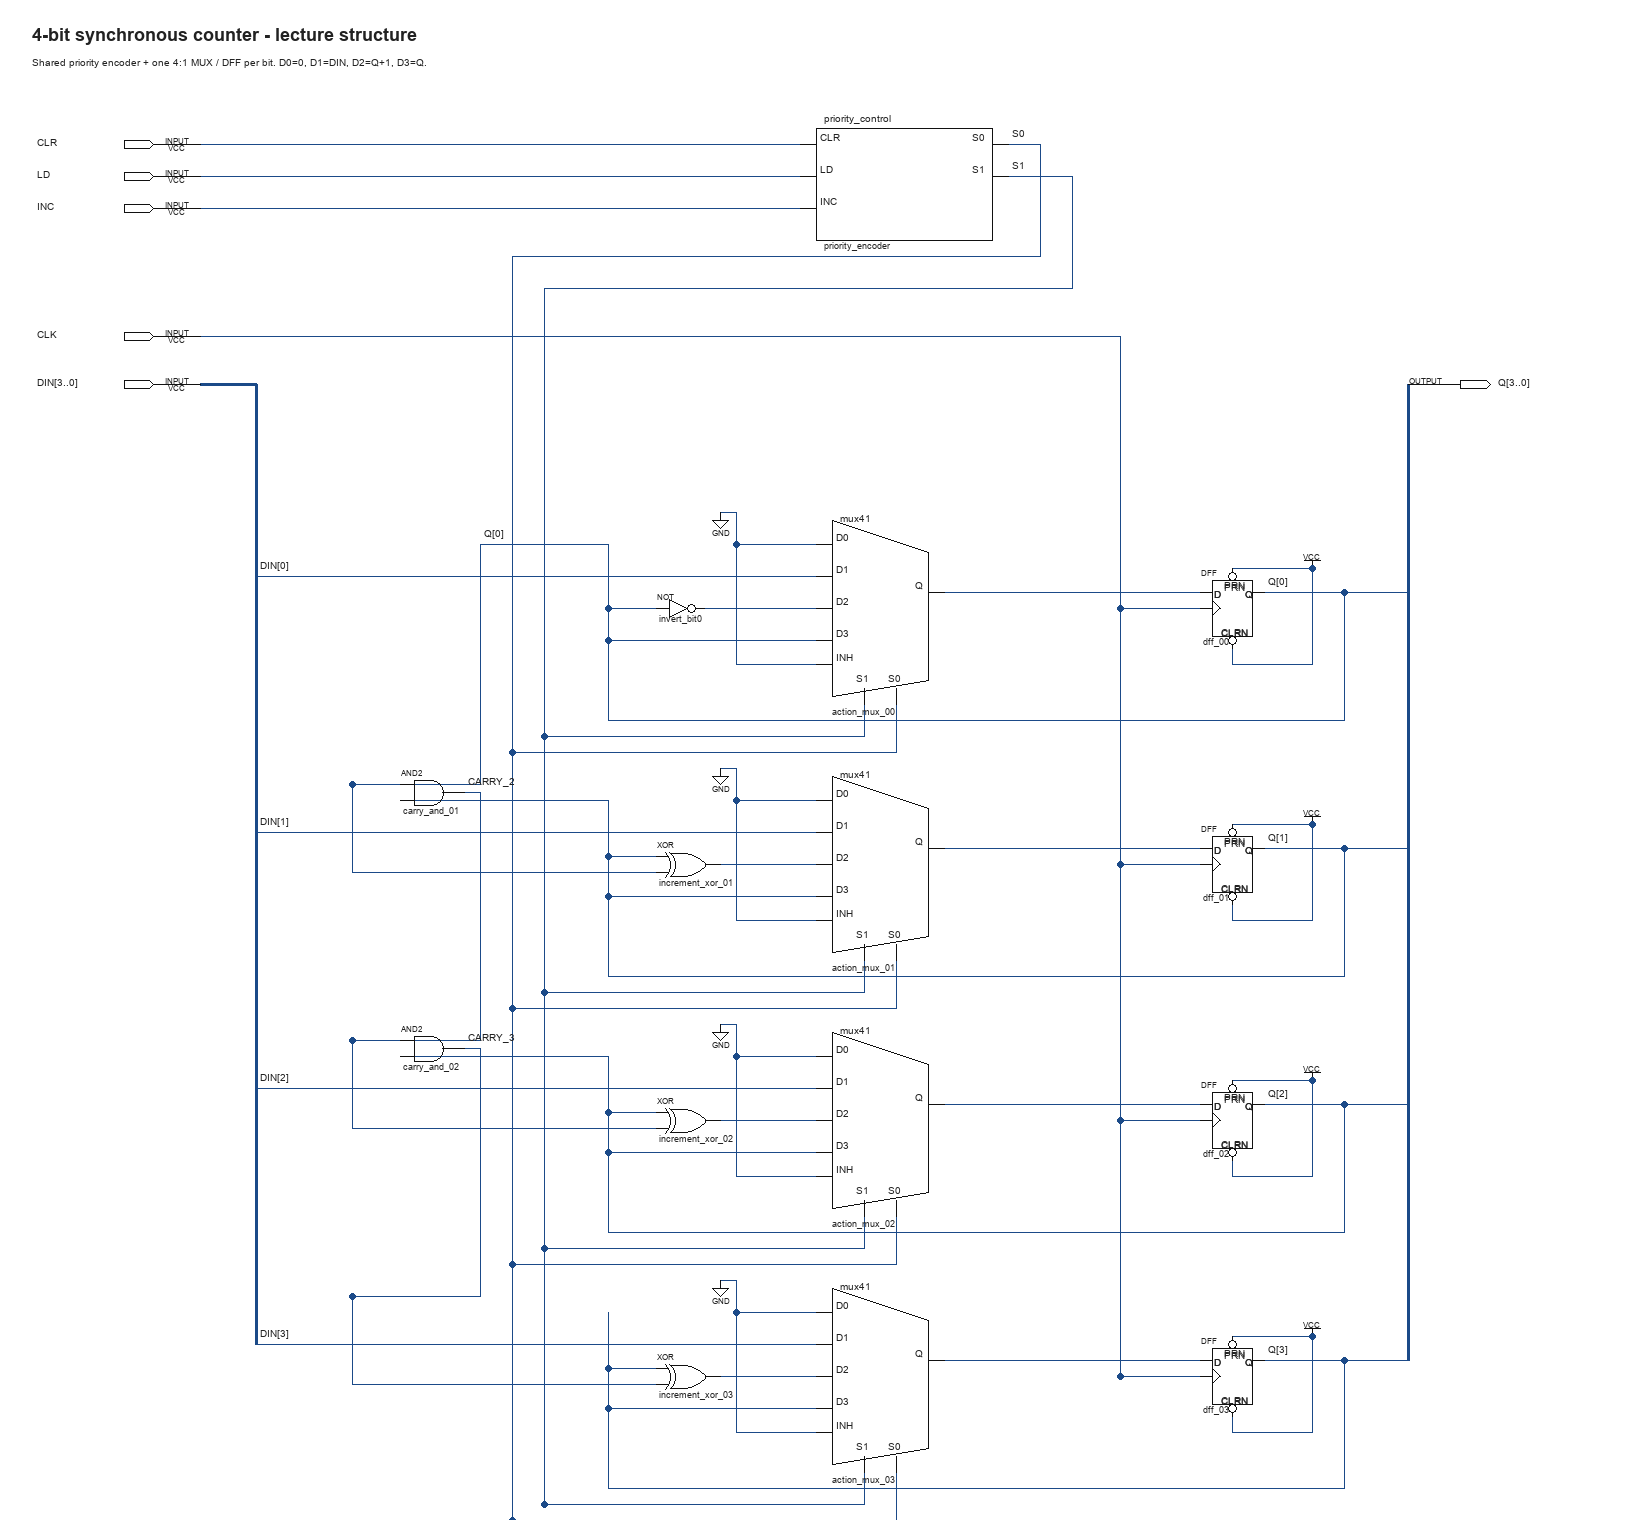 4-bit synchronous counter - lecture structure
Shared priority encoder + one 4:1 MUX / DFF per bit. D0=0, D1=DIN, D2=Q+1, D3=Q.
priority_control
CLR INPUT VCC CLR S0 S0
LD INPUT VCC LD S1 S1
INC INPUT VCC INC
priority_encoder
CLK INPUT VCC
DIN[3..0] INPUT VCC OUTPUT Q[3..0]
mux41
Q[0] GND D0
VCC
DIN[0] D1 DFF Q[0]
Q PRN
D Q
NOT D2
invert_bit0
D3 CLRN
dff_00
INH
S1 S0
action_mux_00
AND2 mux41
CARRY_2 GND D0
carry_and_01 VCC
DIN[1] D1 DFF Q[1]
Q PRN
D Q
XOR D2
increment_xor_01
D3 CLRN
dff_01
INH
S1 S0
action_mux_01
AND2 mux41
CARRY_3 GND D0
carry_and_02 VCC
DIN[2] D1 DFF Q[2]
Q PRN
D Q
XOR D2
increment_xor_02
D3 CLRN
dff_02
INH
S1 S0
action_mux_02
mux41
GND D0
VCC
DIN[3] D1 DFF Q[3]
Q PRN
D Q
XOR D2
increment_xor_03
D3 CLRN
dff_03
INH
S1 S0
action_mux_03